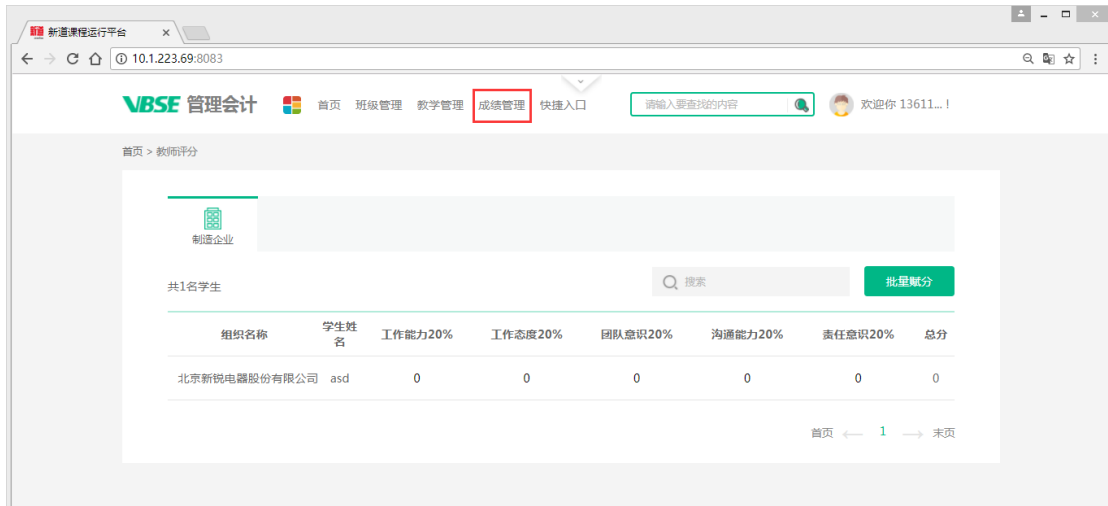 新道 新道课程运行平台
10.1.223.69:8083
VBSE 管理会计 首页 班级管理 教学管理 成绩管理 快捷入口 请输入要查找的内容 欢迎你 13611... !
首页 > 教师评分
制造企业
共1名学生 搜索 批量赋分
组织名称 学生姓名 工作能力20% 工作态度20% 团队意识20% 沟通能力20% 责任意识20% 总分
北京新锐电器股份有限公司 asd 0 0 0 0 0 0
首页 1 末页